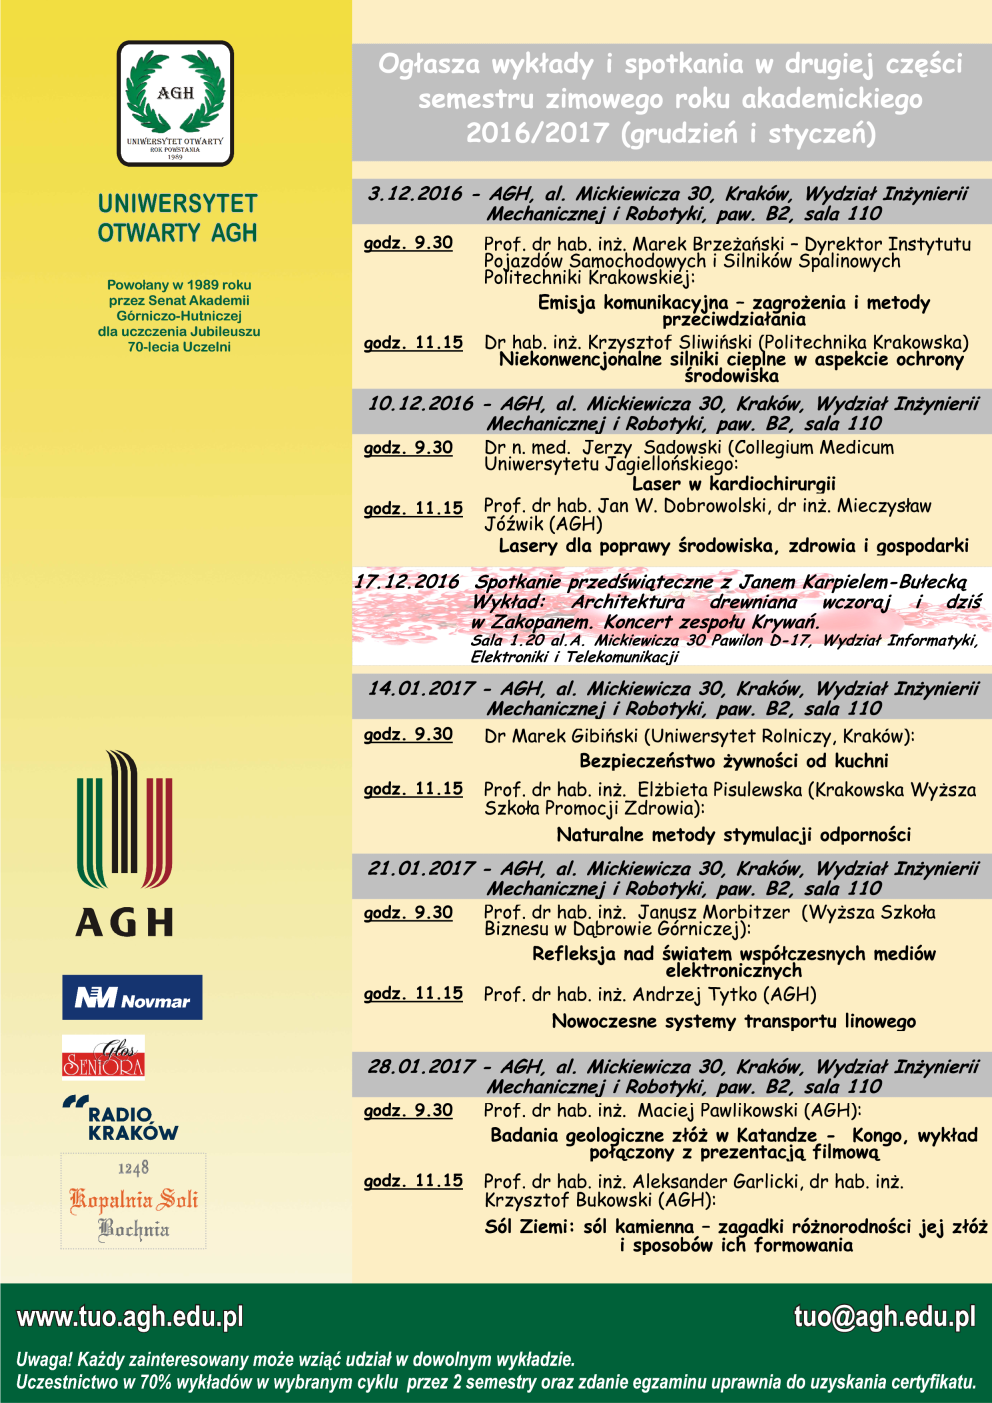 AGH
UNIWERSYTET OTWARTY
ROK POWSTANIA
1989
UNIWERSYTET
OTWARTY AGH
Powołany w 1989 roku
przez Senat Akademii
Górniczo-Hutniczej
dla uczczenia Jubileuszu
70-lecia Uczelni
AGH
NM Novmar
Głos
SENIORA
RADIO
KRAKÓW
1248
Kopalnia Soli
Bochnia
Ogłasza wykłady i spotkania w drugiej części
semestru zimowego roku akademickiego
2016/2017 (grudzień i styczeń)
3.12.2016 - AGH, al. Mickiewicza 30, Kraków, Wydział Inżynierii
Mechanicznej i Robotyki, paw. B2, sala 110
godz. 9.30 Prof. dr hab. inż. Marek Brzeżański – Dyrektor Instytutu
Pojazdów Samochodowych i Silników Spalinowych
Politechniki Krakowskiej:
Emisja komunikacyjna – zagrożenia i metody
przeciwdziałania
godz. 11.15 Dr hab. inż. Krzysztof Sliwiński (Politechnika Krakowska)
Niekonwencjonalne silniki cieplne w aspekcie ochrony
środowiska
10.12.2016 - AGH, al. Mickiewicza 30, Kraków, Wydział Inżynierii
Mechanicznej i Robotyki, paw. B2, sala 110
godz. 9.30 Dr n. med. Jerzy Sadowski (Collegium Medicum
Uniwersytetu Jagiellońskiego:
Laser w kardiochirurgii
godz. 11.15 Prof. dr hab. Jan W. Dobrowolski, dr inż. Mieczysław
Jóźwik (AGH)
Lasery dla poprawy środowiska, zdrowia i gospodarki
17.12.2016 Spotkanie przedświąteczne z Janem Karpielem-Bułecką
Wykład: Architektura drewniana wczoraj i dziś
w Zakopanem. Koncert zespołu Krywań.
Sala 1.20 al.A. Mickiewicza 30 Pawilon D-17, Wydział Informatyki,
Elektroniki i Telekomunikacji
14.01.2017 - AGH, al. Mickiewicza 30, Kraków, Wydział Inżynierii
Mechanicznej i Robotyki, paw. B2, sala 110
godz. 9.30 Dr Marek Gibiński (Uniwersytet Rolniczy, Kraków):
Bezpieczeństwo żywności od kuchni
godz. 11.15 Prof. dr hab. inż. Elżbieta Pisulewska (Krakowska Wyższa
Szkoła Promocji Zdrowia):
Naturalne metody stymulacji odporności
21.01.2017 - AGH, al. Mickiewicza 30, Kraków, Wydział Inżynierii
Mechanicznej i Robotyki, paw. B2, sala 110
godz. 9.30 Prof. dr hab. inż. Janusz Morbitzer (Wyższa Szkoła
Biznesu w Dąbrowie Górniczej):
Refleksja nad światem współczesnych mediów
elektronicznych
godz. 11.15 Prof. dr hab. inż. Andrzej Tytko (AGH)
Nowoczesne systemy transportu linowego
28.01.2017 - AGH, al. Mickiewicza 30, Kraków, Wydział Inżynierii
Mechanicznej i Robotyki, paw. B2, sala 110
godz. 9.30 Prof. dr hab. inż. Maciej Pawlikowski (AGH):
Badania geologiczne złóż w Katandze - Kongo, wykład
połączony z prezentacją filmową
godz. 11.15 Prof. dr hab. inż. Aleksander Garlicki, dr hab. inż.
Krzysztof Bukowski (AGH):
Sól Ziemi: sól kamienna – zagadki różnorodności jej złóż
i sposobów ich formowania
www.tuo.agh.edu.pl tuo@agh.edu.pl
Uwaga! Każdy zainteresowany może wziąć udział w dowolnym wykładzie.
Uczestnictwo w 70% wykładów w wybranym cyklu przez 2 semestry oraz zdanie egzaminu uprawnia do uzyskania certyfikatu.